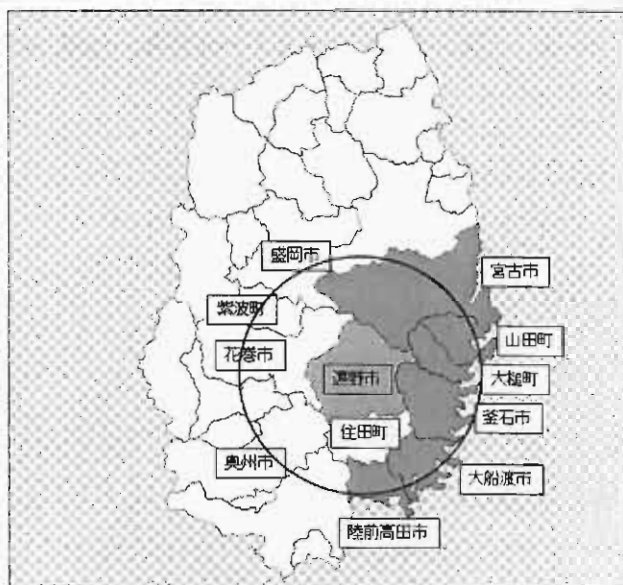 盛岡市
宮古市
紫波町
山田町
花巻市
遠野市
大槌町
釜石市
住田町
奥州市
大船渡市
陸前高田市